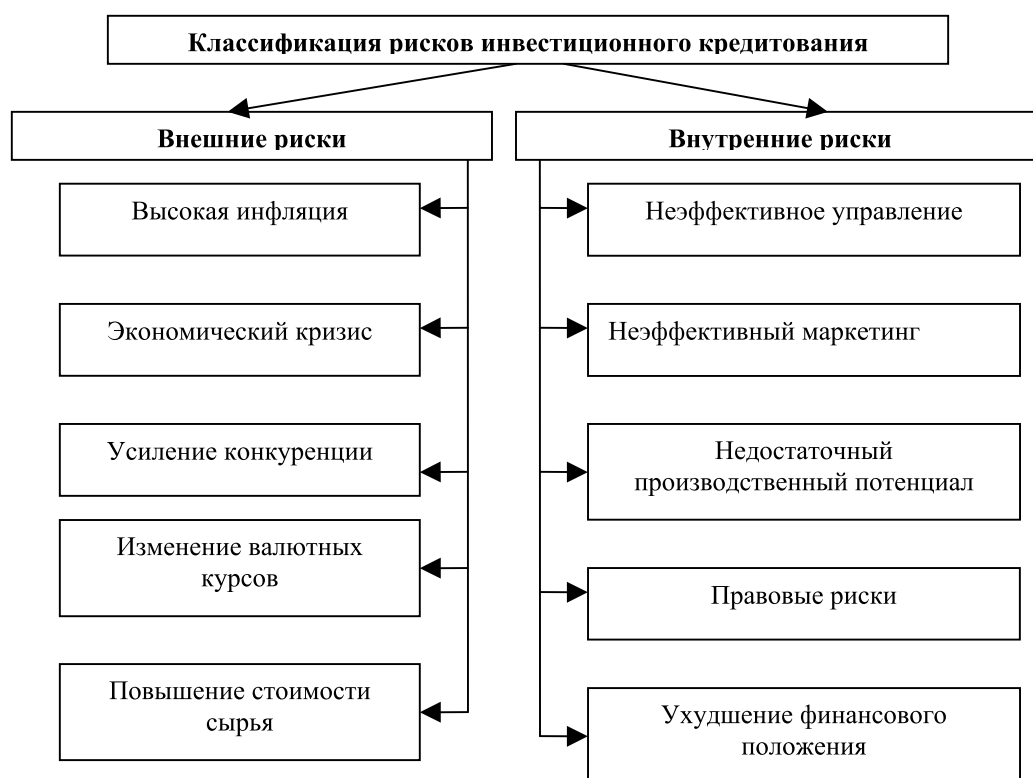 Классификация рисков инвестиционного кредитования
Внешние риски
Высокая инфляция
Экономический кризис
Усиление конкуренции
Изменение валютных
курсов
Повышение стоимости
сырья
Внутренние риски
Неэффективное управление
Неэффективный маркетинг
Недостаточный
производственный потенциал
Правовые риски
Ухудшение финансового
положения